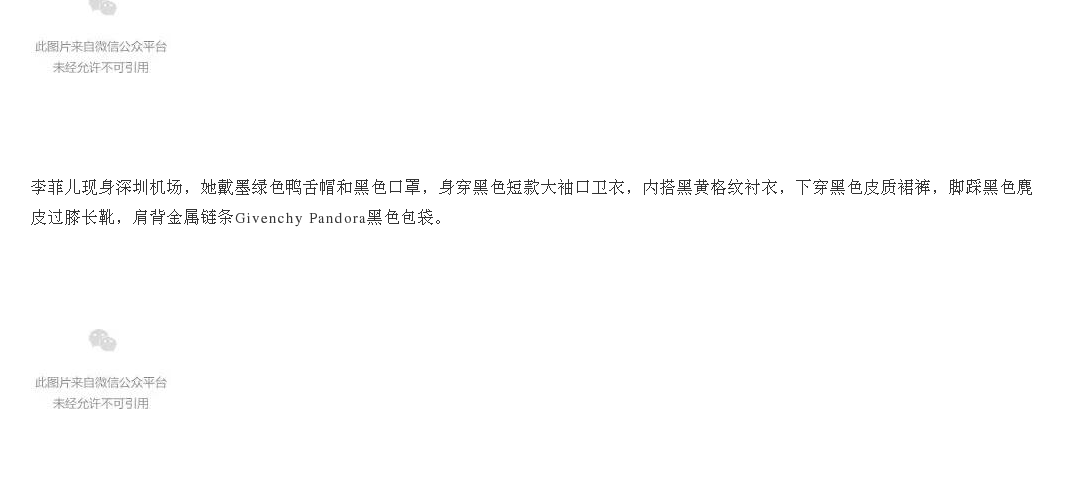 此图片来自微信公众平台
未经允许不可引用
李菲儿现身深圳机场，她戴墨绿色鸭舌帽和黑色口罩，身穿黑色短款大袖口卫衣，内搭黑黄格纹衬衣，下穿黑色皮质裙裤，脚踩黑色麂
皮过膝长靴，肩背金属链条Givenchy Pandora黑色包袋。
此图片来自微信公众平台
未经允许不可引用